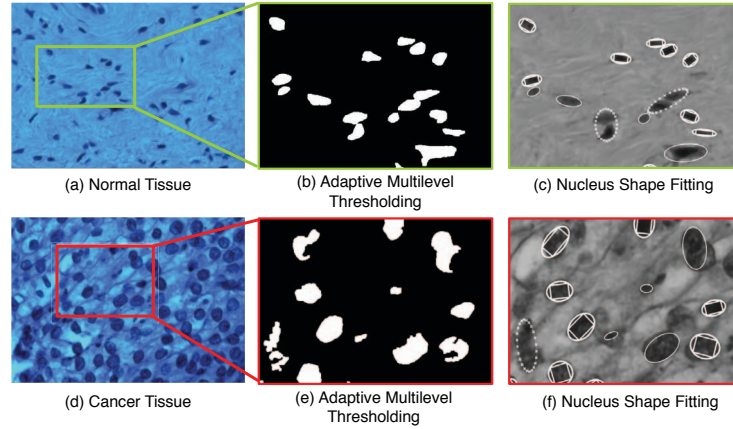 (a) Normal Tissue
(b) Adaptive Multilevel
Thresholding
(c) Nucleus Shape Fitting
(d) Cancer Tissue
(e) Adaptive Multilevel
Thresholding
(f) Nucleus Shape Fitting